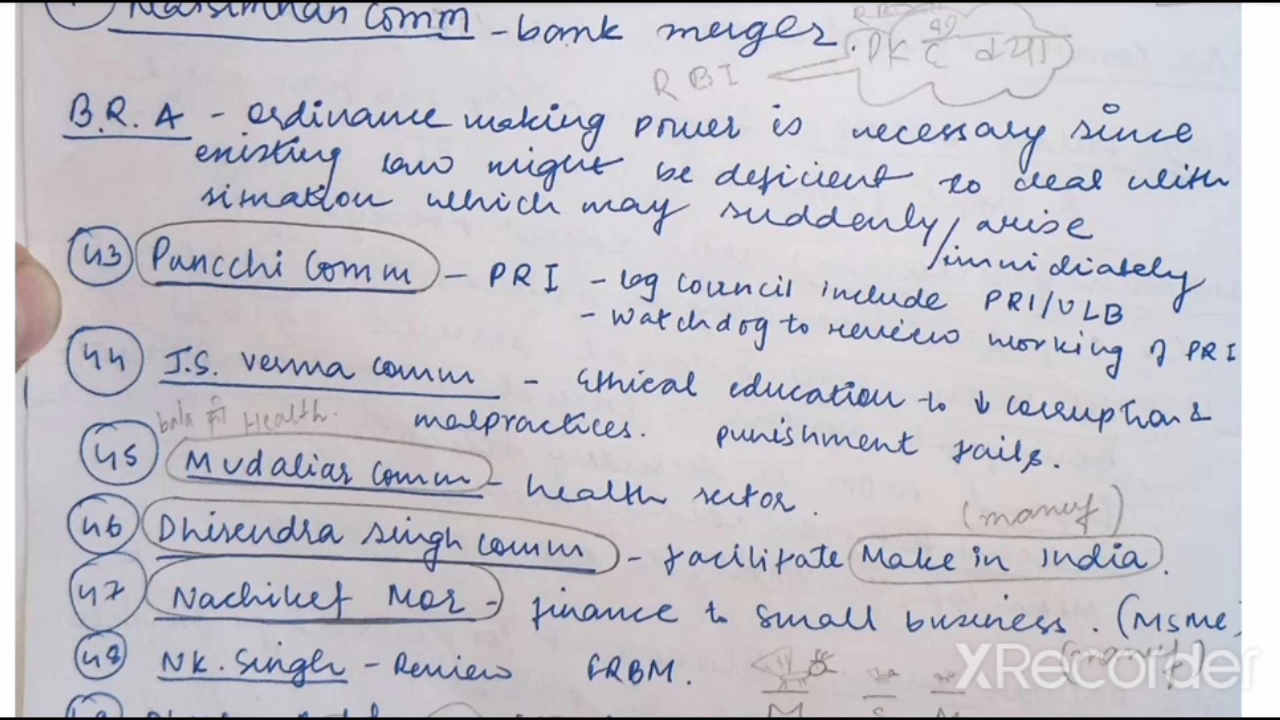 Narsimhan Comm - bank merger.
RBI
B.R.A - ordinance making power is necessary since
existing law might be deficient to deal with
situation which may suddenly / arise
/immidiately
43 Puncchi Comm - PRI - leg council include PRI/ULB
- watchdog to review working of PRI
44 J.S. Verma comm - Ethical education to ↓ corruption &
malpractices. punishment fails.
Health.
45 Mudaliar comm - health sector.
(manuf)
46 Dhirendra Singh comm - facilitate Make in India.
47 Nachiket Mor - finance to small business. (MSME)
(manuf)
48 NK. Singh - Review FRBM.
M S M
XRecorder